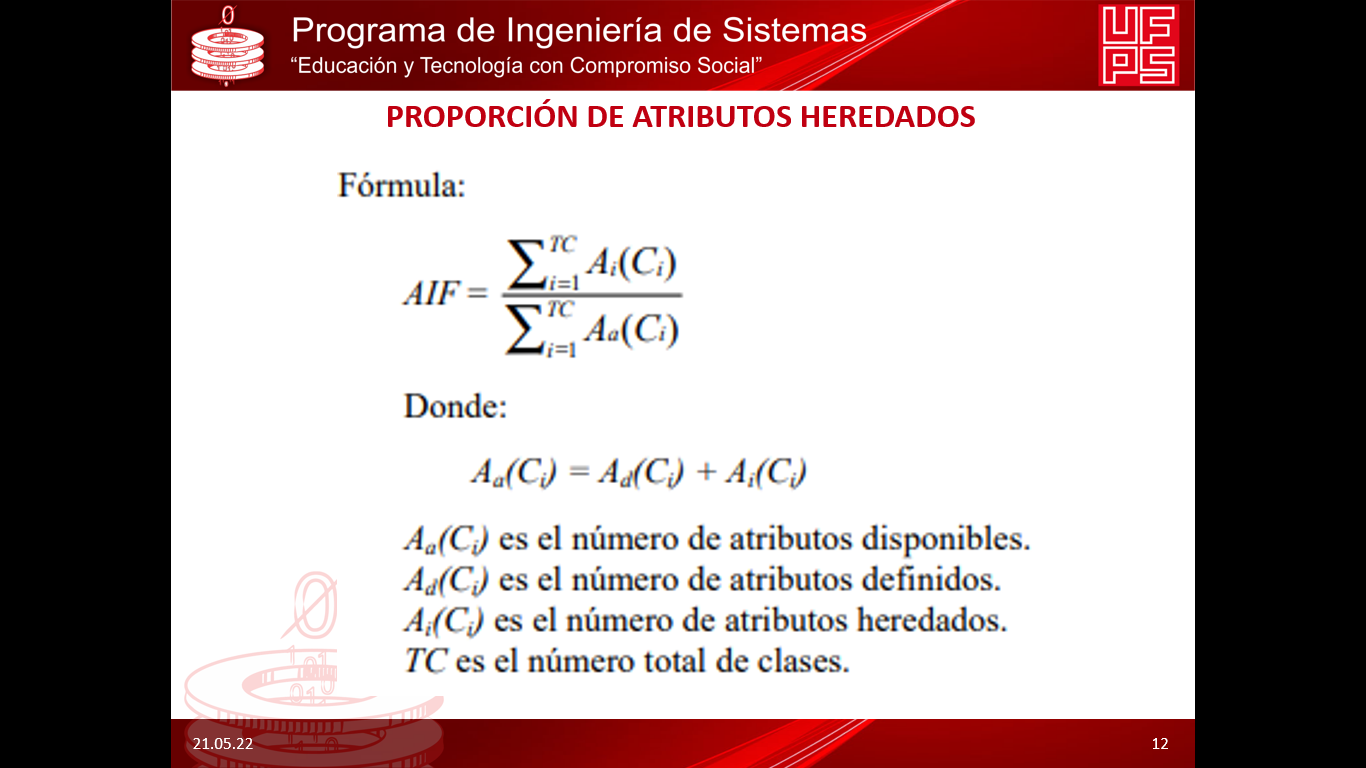 Programa de Ingeniería de Sistemas
“Educación y Tecnología con Compromiso Social”
UFPS
PROPORCIÓN DE ATRIBUTOS HEREDADOS
Fórmula:
AIF = ∑_{i=1}^{TC} A_i(C_i) / ∑_{i=1}^{TC} A_a(C_i)
Donde:
A_a(C_i) = A_d(C_i) + A_i(C_i)
A_a(C_i) es el número de atributos disponibles.
A_d(C_i) es el número de atributos definidos.
A_i(C_i) es el número de atributos heredados.
TC es el número total de clases.
21.05.22
12